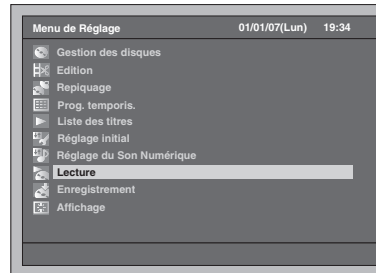 Menu de Réglage 01/01/07(Lun) 19:34
Gestion des disques
Edition
Repiquage
Prog. temporis.
Liste des titres
Réglage initial
Réglage du Son Numérique
Lecture
Enregistrement
Affichage